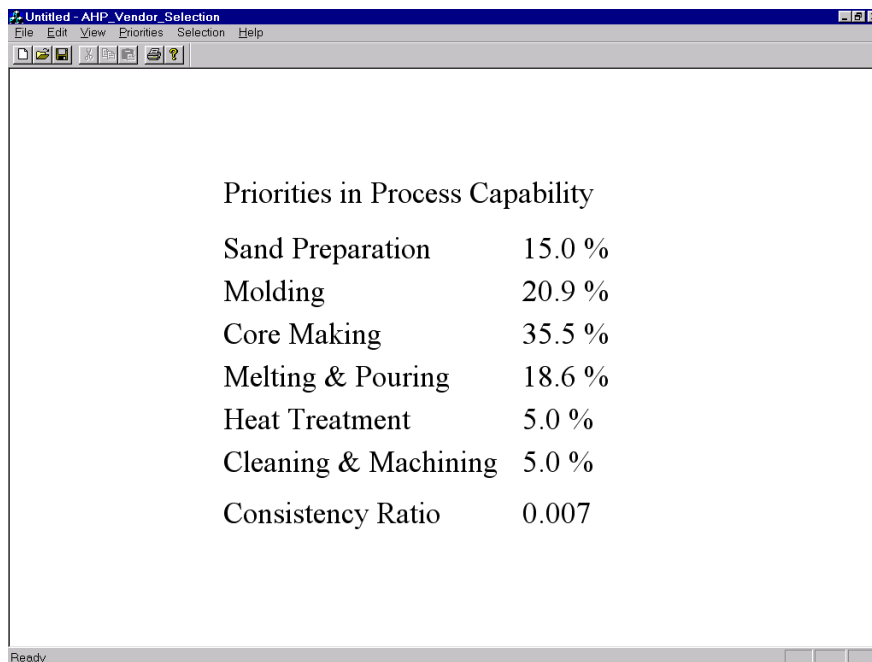 Untitled - AHP_Vendor_Selection
File Edit View Priorities Selection Help
Priorities in Process Capability
Sand Preparation 15.0 %
Molding 20.9 %
Core Making 35.5 %
Melting & Pouring 18.6 %
Heat Treatment 5.0 %
Cleaning & Machining 5.0 %
Consistency Ratio 0.007
Ready